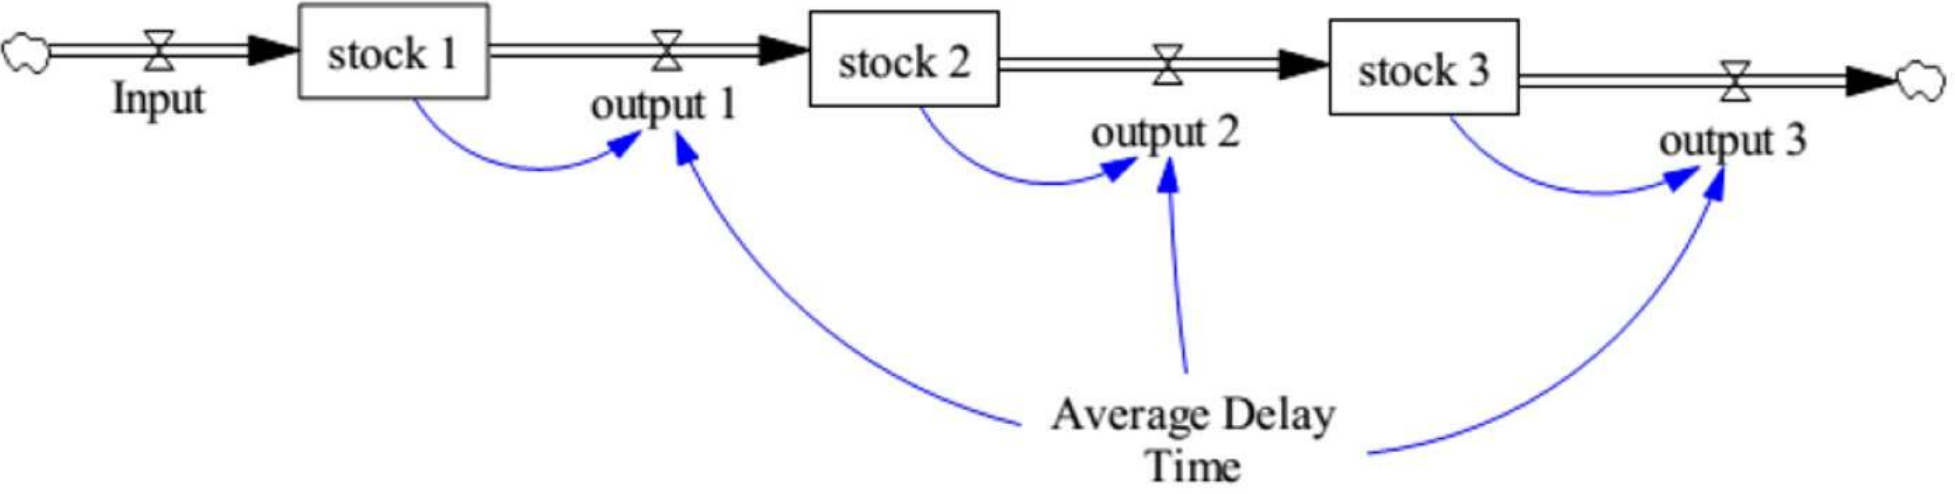 stock 1
stock 2
stock 3
Input
output 1
output 2
output 3
Average Delay
Time